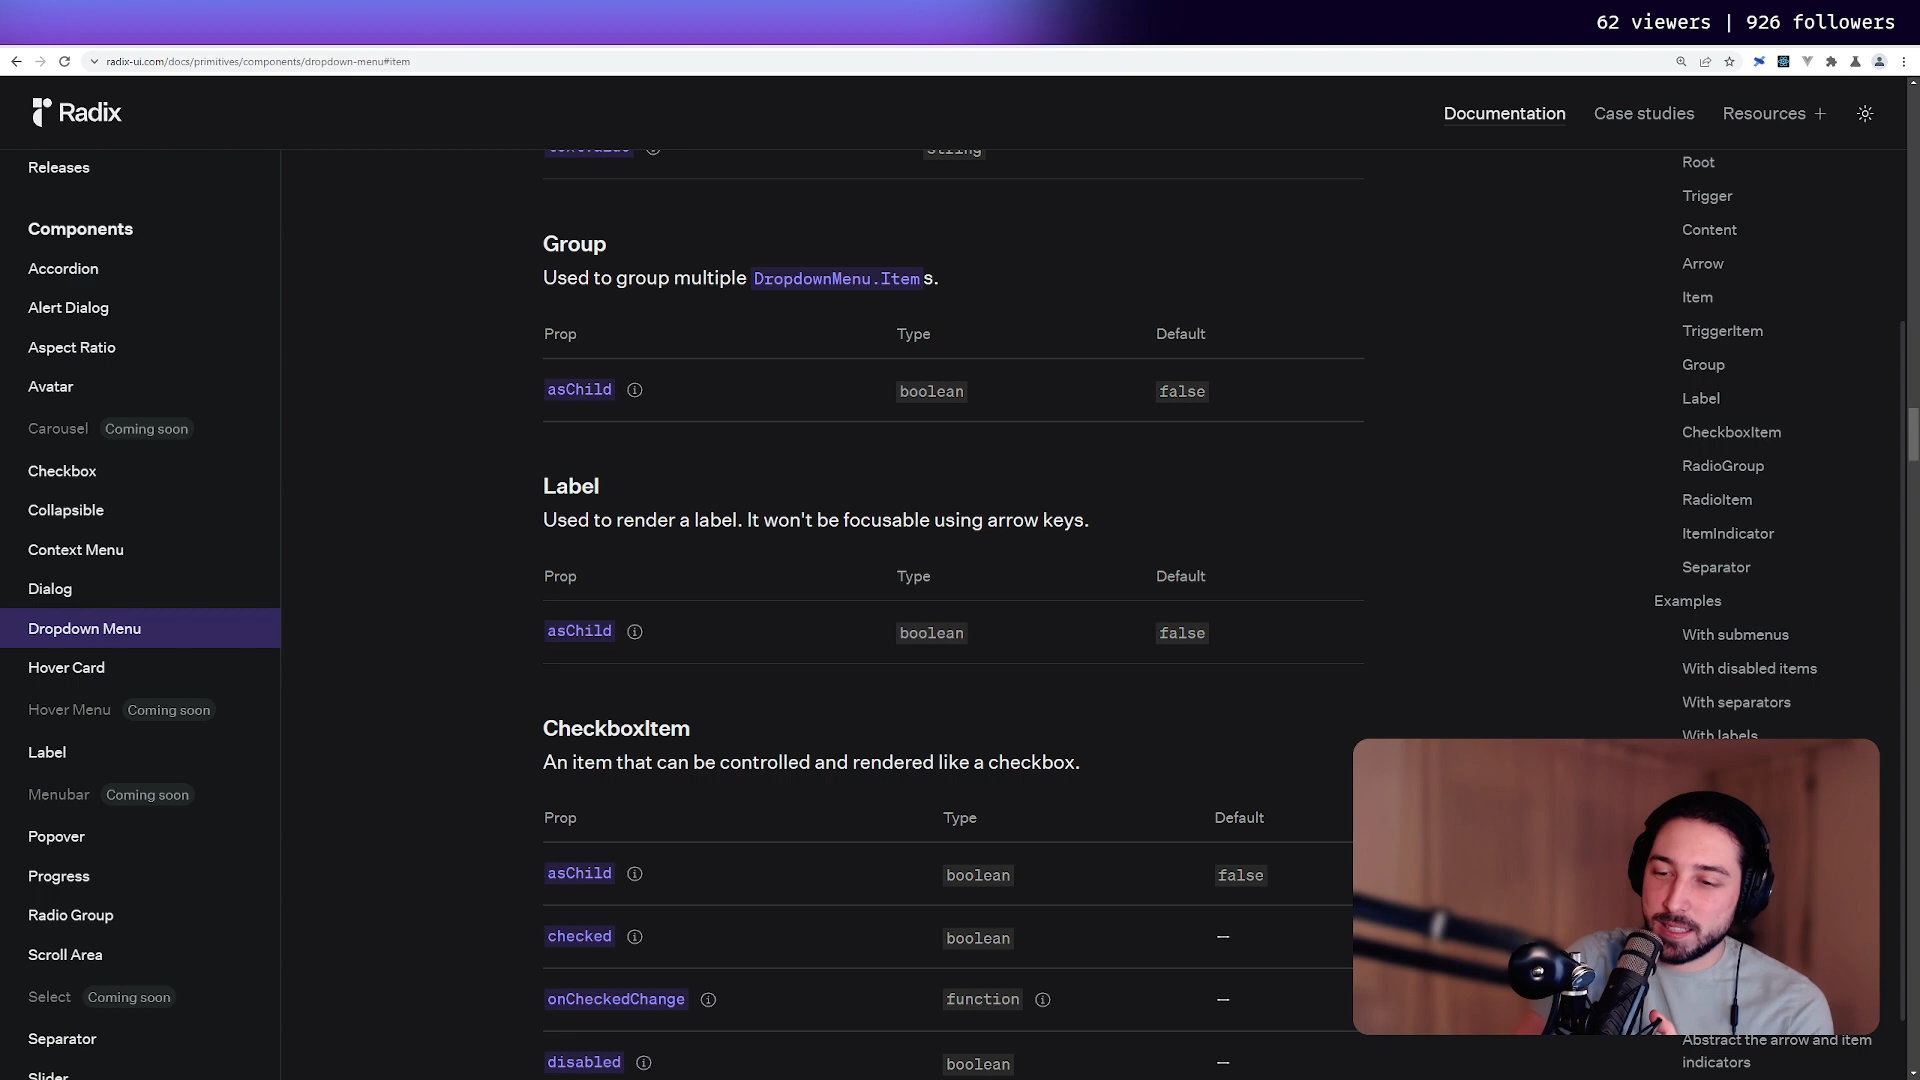 62 viewers | 926 followers
radix-ui.com/docs/primitives/components/dropdown-menu#item
Radix
Documentation
Case studies
Resources +
Releases
Components
Accordion
Alert Dialog
Aspect Ratio
Avatar
Carousel Coming soon
Checkbox
Collapsible
Context Menu
Dialog
Dropdown Menu
Hover Card
Hover Menu Coming soon
Label
Menubar Coming soon
Popover
Progress
Radio Group
Scroll Area
Select Coming soon
Separator
Slider
String
Group
Used to group multiple DropdownMenu.Items.
Prop Type Default
asChild boolean false
Label
Used to render a label. It won't be focusable using arrow keys.
Prop Type Default
asChild boolean false
CheckboxItem
An item that can be controlled and rendered like a checkbox.
Prop Type Default
asChild boolean false
checked boolean —
onCheckedChange function —
disabled boolean —
Root
Trigger
Content
Arrow
Item
TriggerItem
Group
Label
CheckboxItem
RadioGroup
RadioItem
ItemIndicator
Separator
Examples
With submenus
With disabled items
With separators
With labels
Abstract the arrow and item
indicators